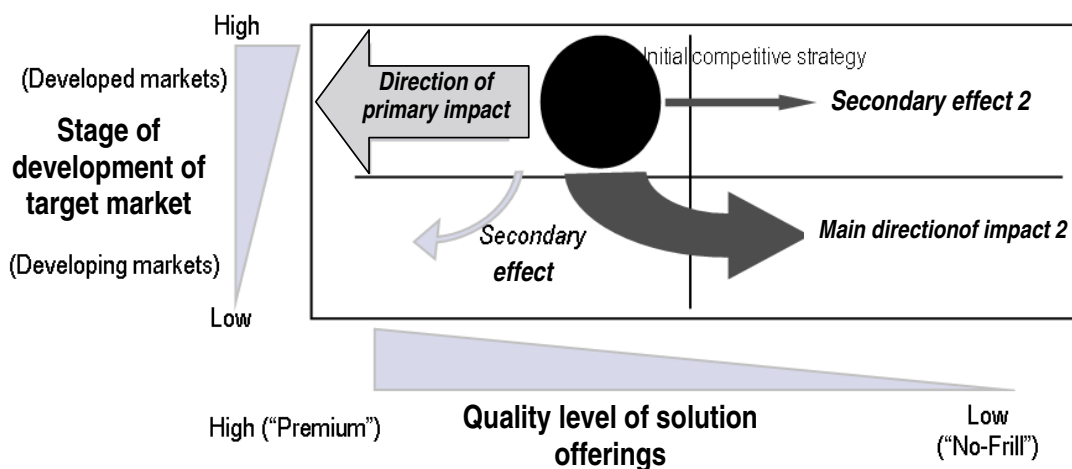 High
(Developed markets)
Stage of
development of
target market
(Developing markets)
Low
Direction of
primary impact
Initial competitive strategy
Secondary effect 2
Secondary
effect
Main directionof impact 2
High (“Premium”)
Quality level of solution
offerings
Low
(“No-Frill”)